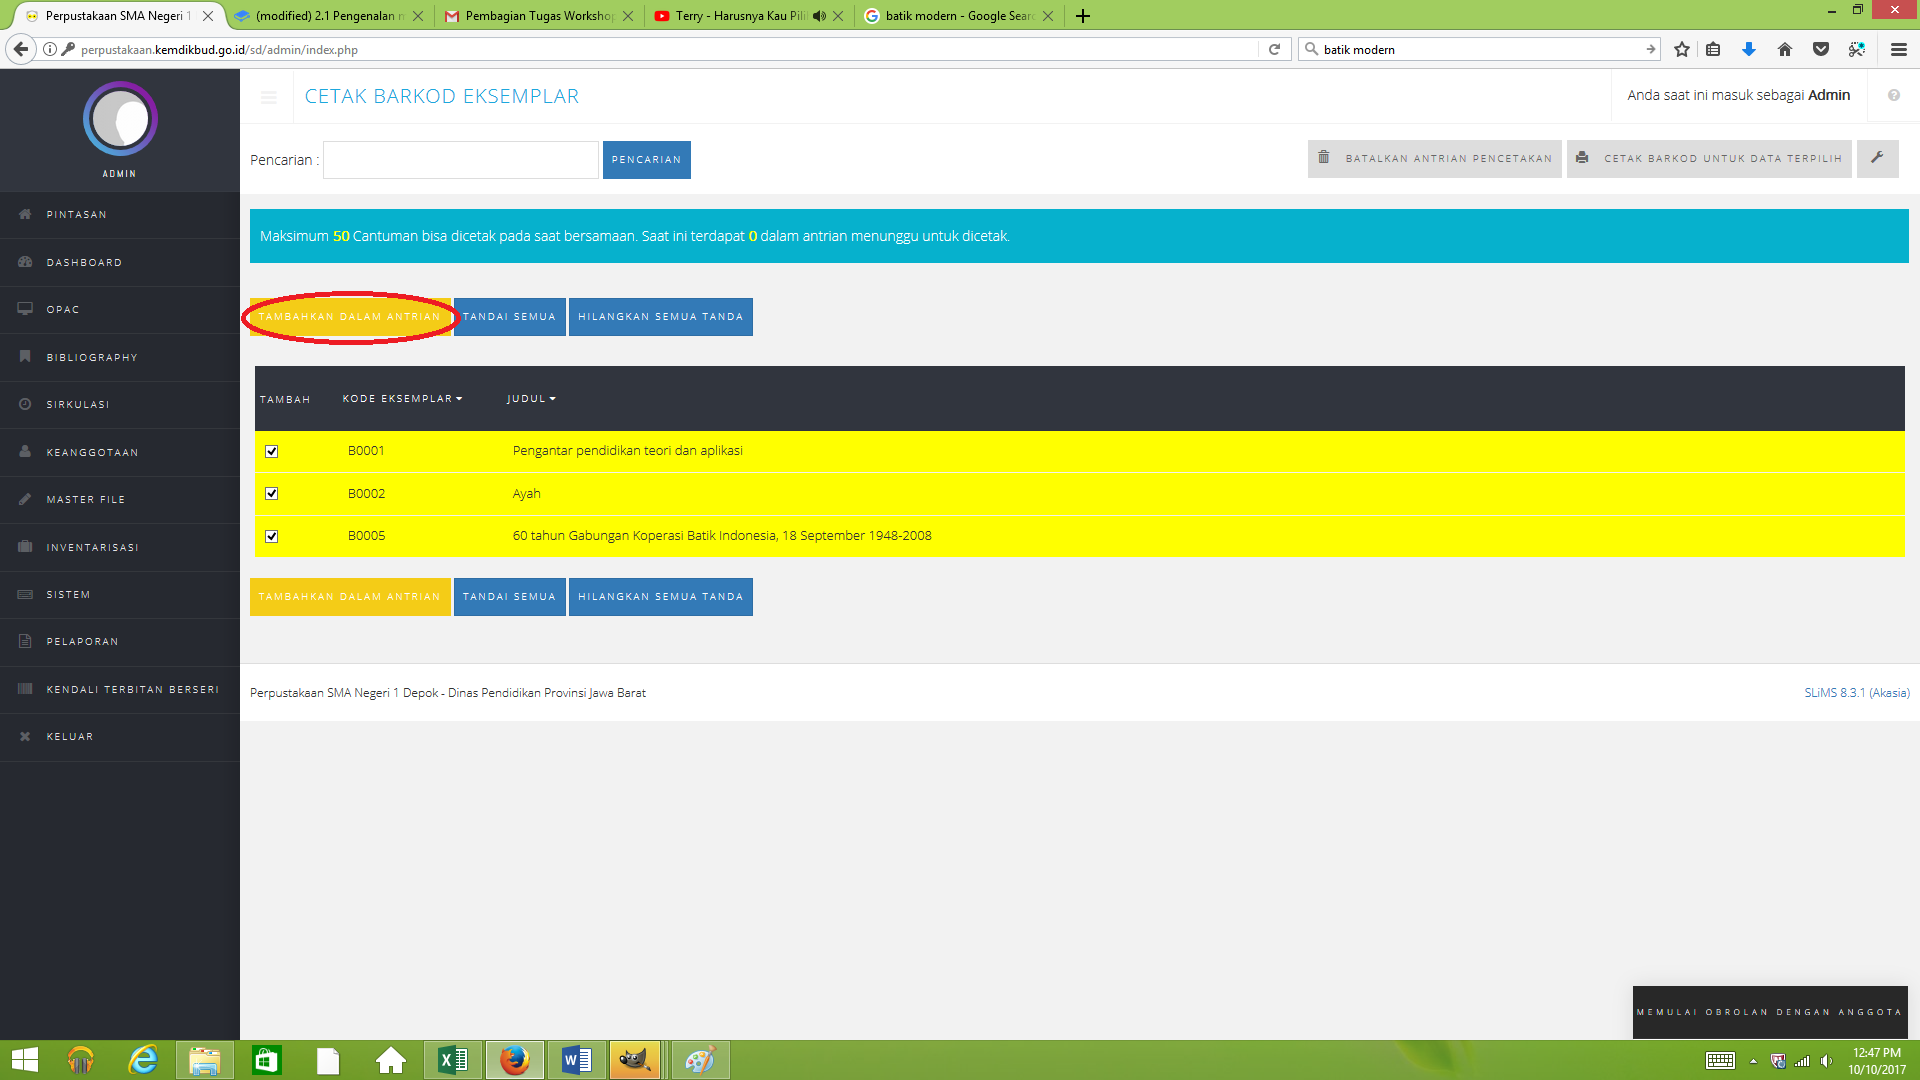 Perpustakaan SMA Negeri 1
(modified) 2.1 Pengenalan
Pembagian Tugas Workshop
Terry - Harusnya Kau Pili
batik modern - Google Sear
perpustakaan.kemdikbud.go.id/sd/admin/index.php
batik modern
ADMIN
CETAK BARKOD EKSEMPLAR
Anda saat ini masuk sebagai Admin
Pencarian :
PENCARIAN
BATALKAN ANTRIAN PENCETAKAN
CETAK BARKOD UNTUK DATA TERPILIH
PINTASAN
DASHBOARD
OPAC
BIBLIOGRAPHY
SIRKULASI
KEANGGOTAAN
MASTER FILE
INVENTARISASI
SISTEM
PELAPORAN
KENDALI TERBITAN BERSERI
KELUAR
Maksimum 50 Cantuman bisa dicetak pada saat bersamaan. Saat ini terdapat 0 dalam antrian menunggu untuk dicetak.
TAMBAHKAN DALAM ANTRIAN TANDAI SEMUA HILANGKAN SEMUA TANDA
TAMBAH KODE EKSEMPLAR JUDUL
B0001 Pengantar pendidikan teori dan aplikasi
B0002 Ayah
B0005 60 tahun Gabungan Koperasi Batik Indonesia, 18 September 1948-2008
TAMBAHKAN DALAM ANTRIAN TANDAI SEMUA HILANGKAN SEMUA TANDA
Perpustakaan SMA Negeri 1 Depok - Dinas Pendidikan Provinsi Jawa Barat
SLiMS 8.3.1 (Akasia)
MEMULAI OBROLAN DENGAN ANGGOTA
12:47 PM
10/10/2017